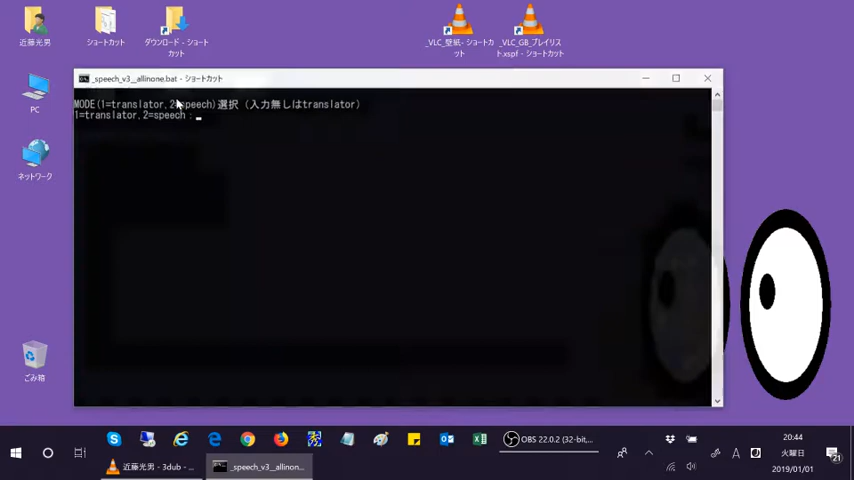 近藤光男
ショートカット
ダウンロード - ショート
カット
_VLC_壁紙- ショートカ
ット
_VLC_GB_プレイリス
ト.xspf - ショートカット
_speech_v3__allinone.bat - ショートカット
MODE(1=translator,2=speech)選択（入力無しはtranslator）
1=translator,2=speech：
PC
ネットワーク
ごみ箱
OBS 22.0.2 (32-bit,...
20:44
火曜日
2019/01/01
A
21
近藤光男 - 3dub - ...
_speech_v3__allinon...